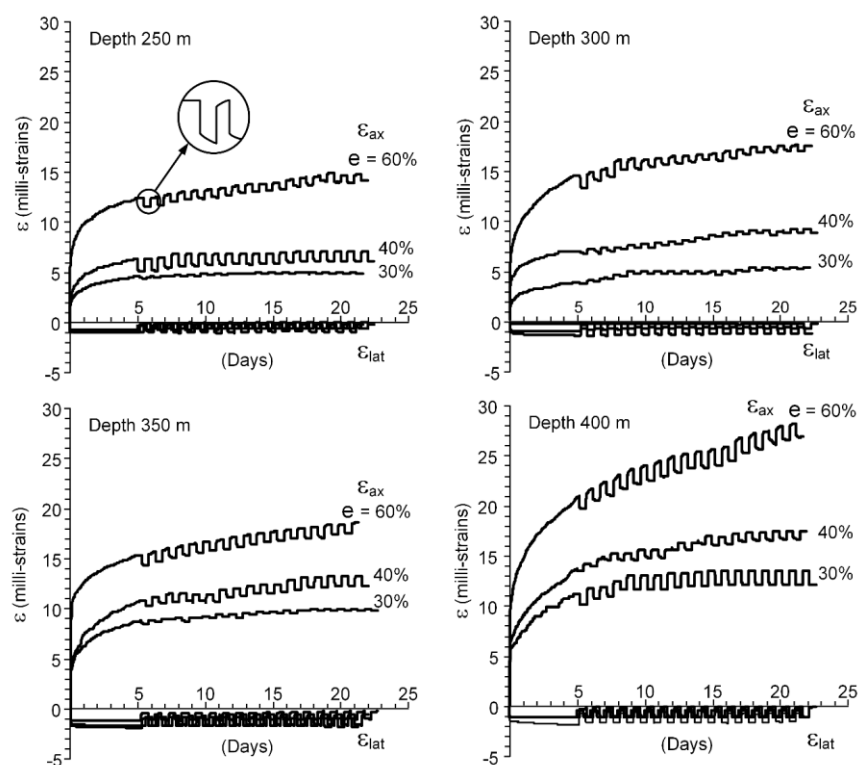 Depth 250 m
30
25
20
15
10
5
0
-5
ε (milli-strains)
εax
e = 60%
40%
30%
5 10 15 20 25
(Days)
εlat
Depth 300 m
30
25
20
15
10
5
0
-5
ε (milli-strains)
εax
e = 60%
40%
30%
5 10 15 20 25
(Days)
εlat
Depth 350 m
30
25
20
15
10
5
0
-5
ε (milli-strains)
εax
e = 60%
40%
30%
5 10 15 20 25
(Days)
εlat
Depth 400 m
30
25
20
15
10
5
0
-5
ε (milli-strains)
εax e = 60%
40%
30%
5 10 15 20 25
(Days)
εlat